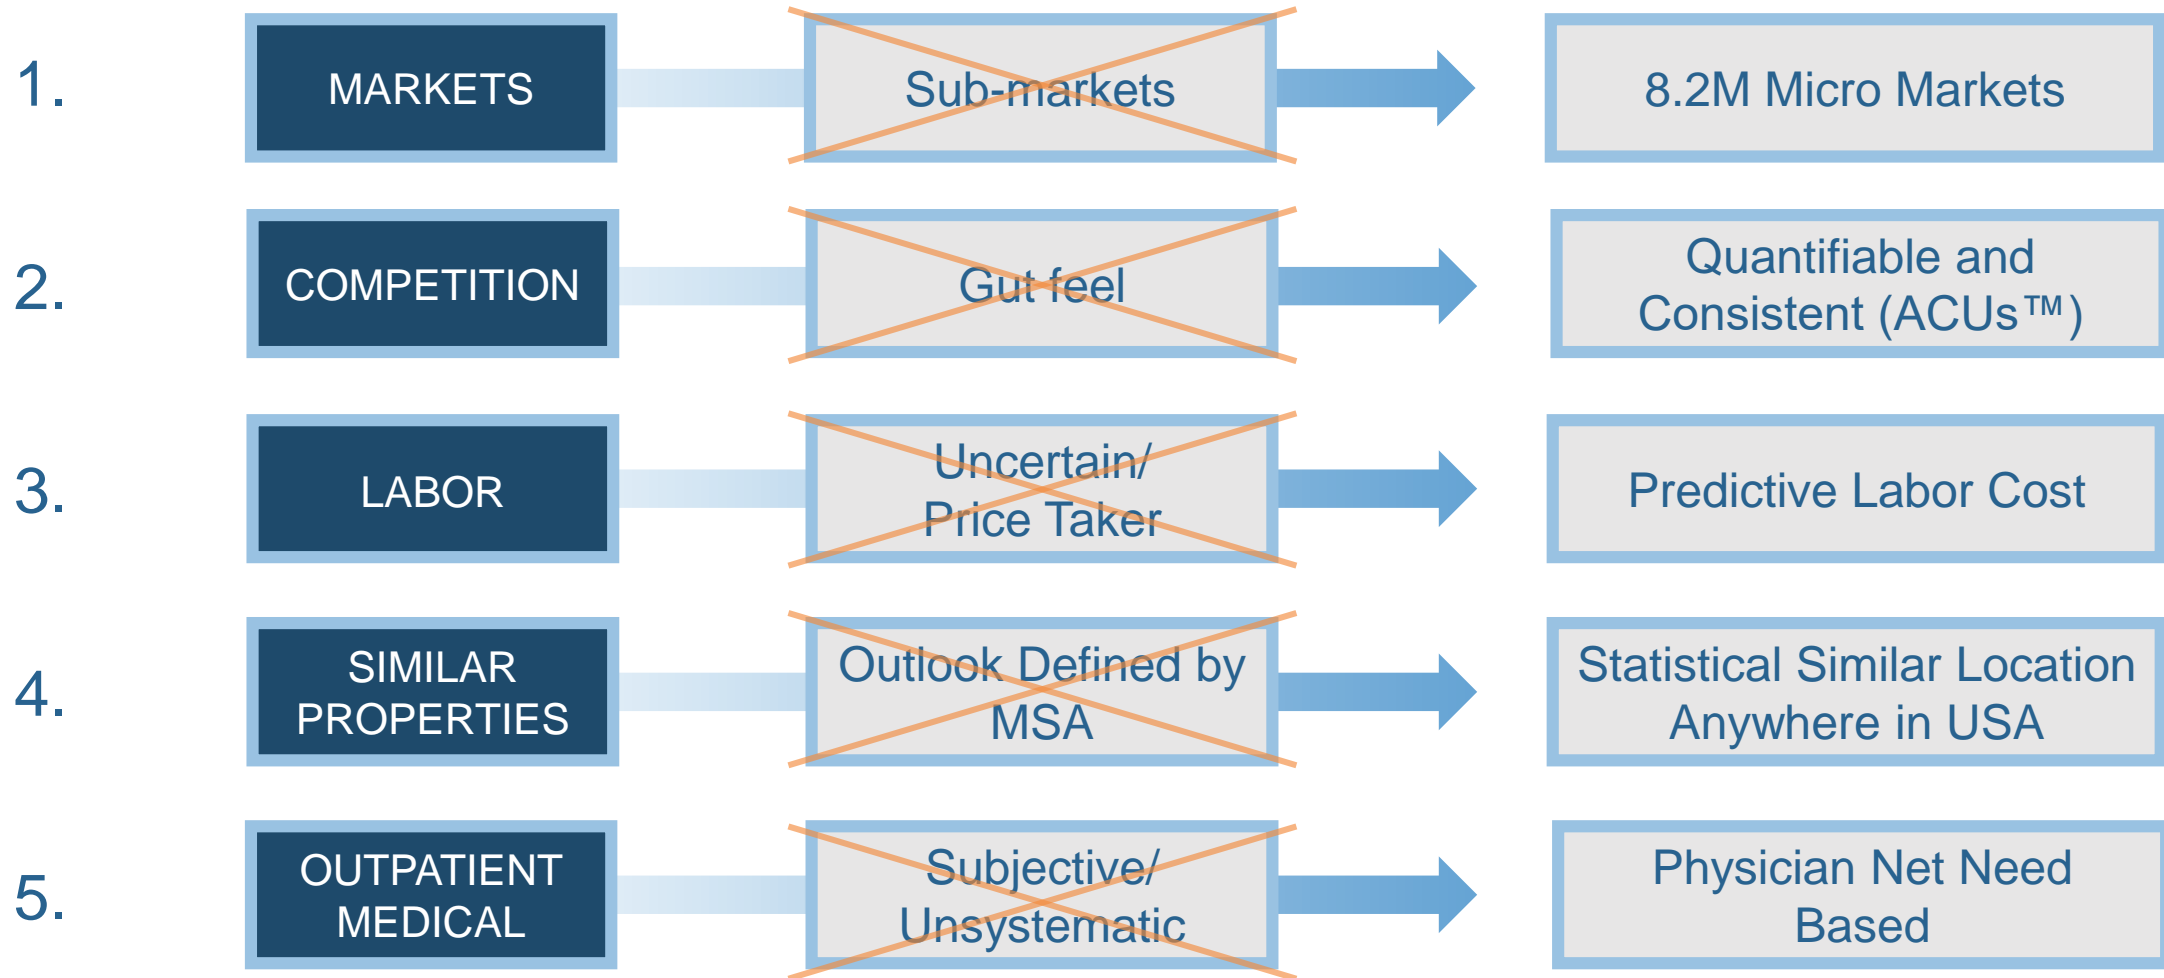 1.
MARKETS
Sub-markets
8.2M Micro Markets
2.
COMPETITION
Gut feel
Quantifiable and
Consistent (ACUs™)
3.
LABOR
Uncertain/
Price Taker
Predictive Labor Cost
4.
SIMILAR
PROPERTIES
Outlook Defined by
MSA
Statistical Similar Location
Anywhere in USA
5.
OUTPATIENT
MEDICAL
Subjective/
Unsystematic
Physician Net Need
Based